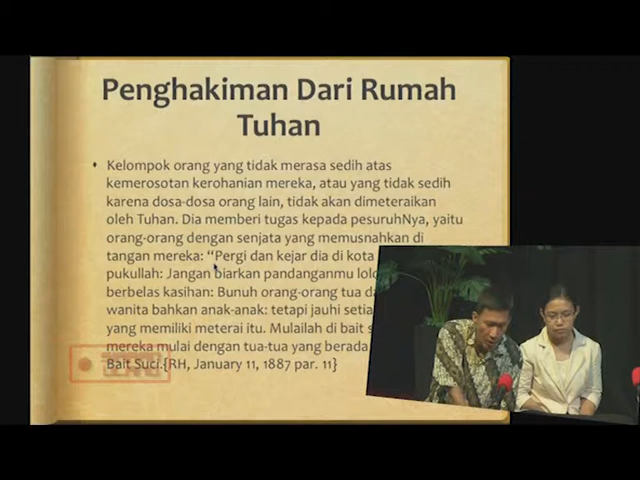 Penghakiman Dari Rumah
Tuhan
• Kelompok orang yang tidak merasa sedih atas
kemerosotan kerohanian mereka, atau yang tidak sedih
karena dosa-dosa orang lain, tidak akan dimeteraikan
oleh Tuhan. Dia memberi tugas kepada pesuruhNya, yaitu
orang-orang dengan senjata yang memusnahkan di
tangan mereka: “Pergi dan kejar dia di kota
pukullah: Jangan biarkan pandanganmu
berbelas kasihan: Bunuh orang-orang tua
wanita bahkan anak-anak: tetapi jauhi
yang memiliki meterai itu. Mulailah di bait
mereka mulai dengan tua-tua yang berada
Bait Suci.{RH, January 11, 1887 par. 11}